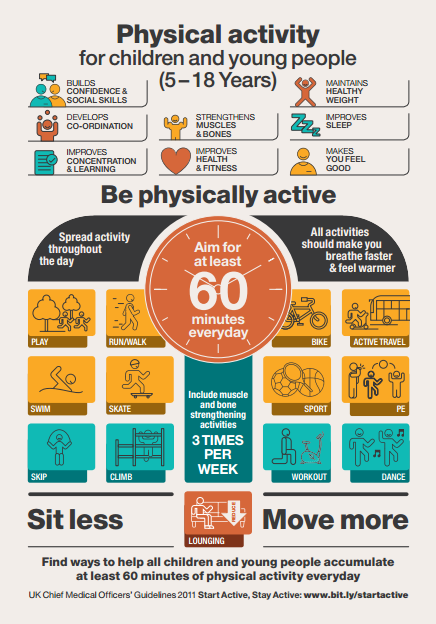 Physical activity
for children and young people
(5 – 18 Years)
BUILDS
CONFIDENCE &
SOCIAL SKILLS
MAINTAINS
HEALTHY
WEIGHT
DEVELOPS
CO-ORDINATION
STRENGTHENS
MUSCLES
& BONES
IMPROVES
SLEEP
ZZZ
IMPROVES
CONCENTRATION
& LEARNING
IMPROVES
HEALTH
& FITNESS
MAKES
YOU FEEL
GOOD
Be physically active
Spread activity
throughout
the day
Aim for
at least
60
minutes
everyday
All activities
should make you
breathe faster
& feel warmer
PLAY
RUN/WALK
BIKE
ACTIVE TRAVEL
SWIM
SKATE
SPORT
PE
Include muscle
and bone
strengthening
activities
3 TIMES
PER
WEEK
SKIP
CLIMB
WORKOUT
DANCE
Sit less
REDUCE
LOUNGING
Move more
Find ways to help all children and young people accumulate
at least 60 minutes of physical activity everyday
UK Chief Medical Officers' Guidelines 2011 Start Active, Stay Active: www.bit.ly/startactive